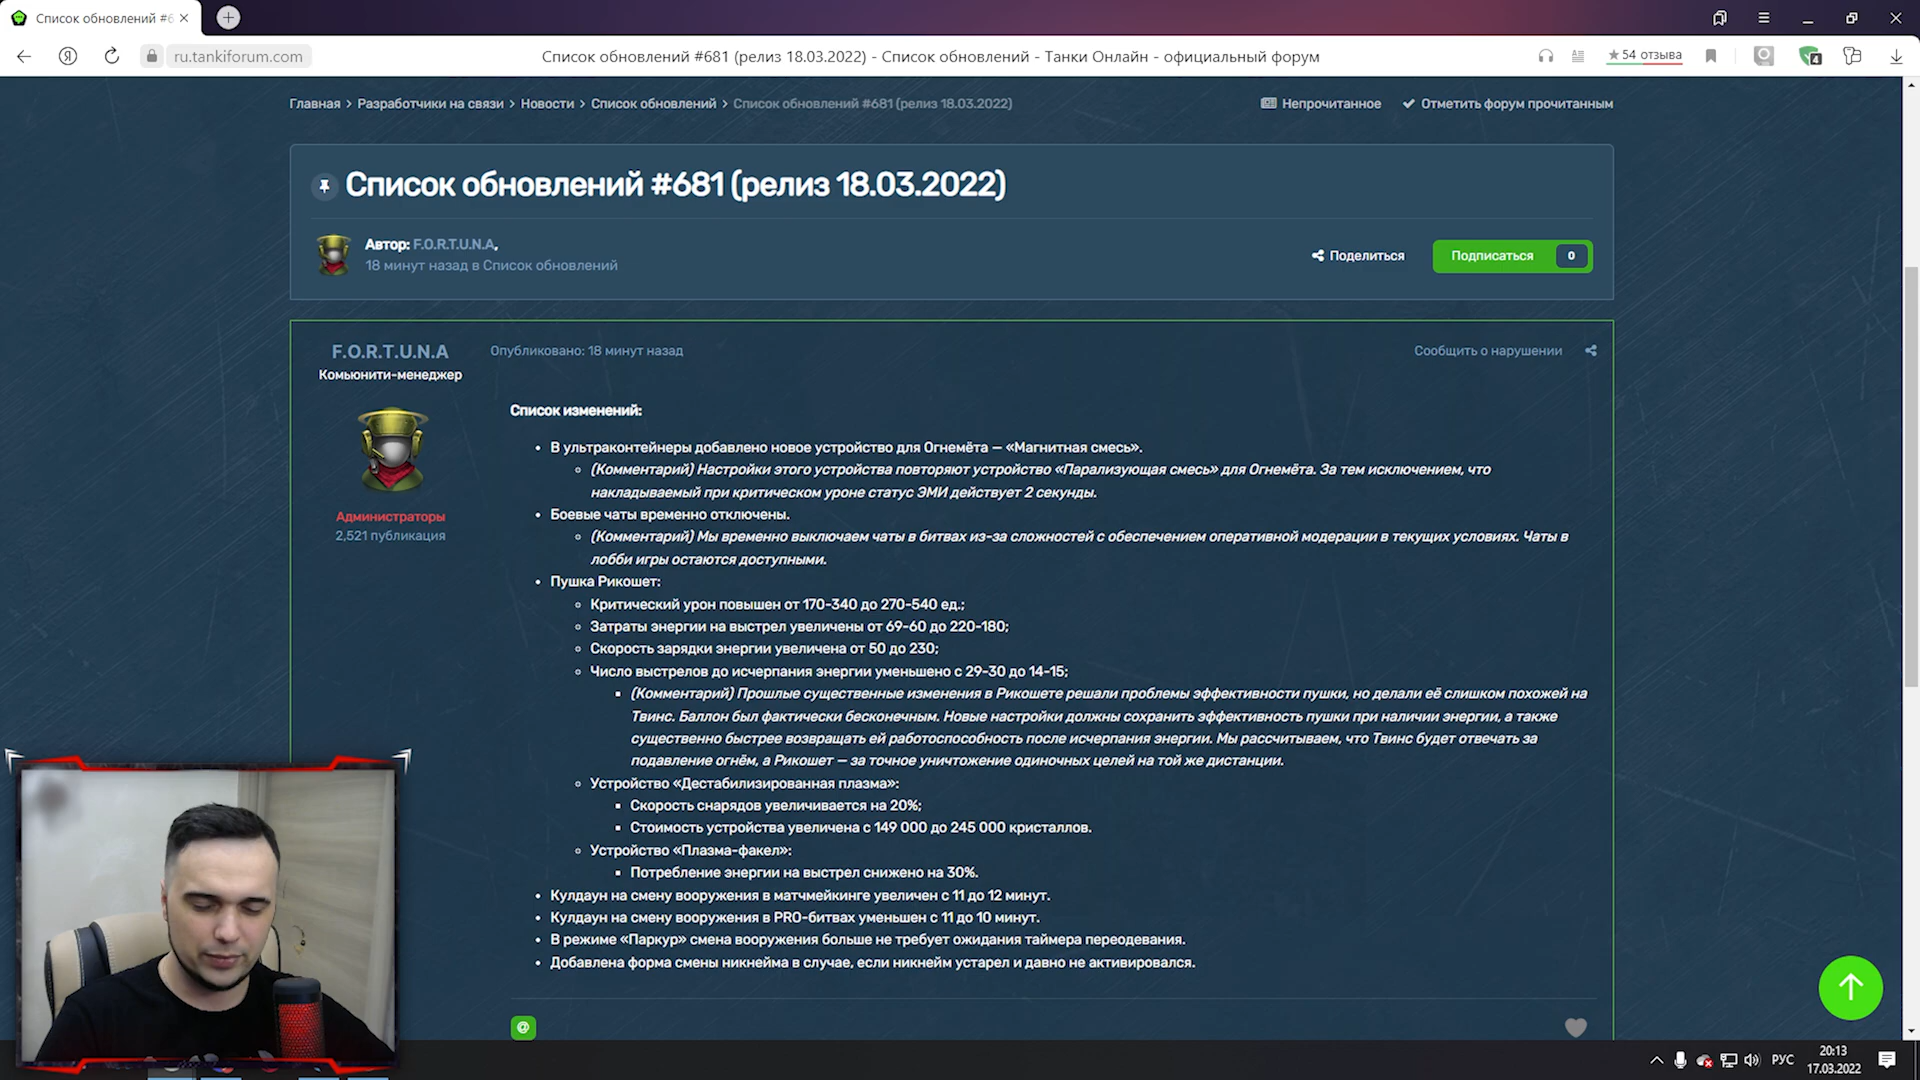 Список обновлений #6
ru.tankiforum.com
Список обновлений #681 (релиз 18.03.2022) - Список обновлений - Танки Онлайн - официальный форум
★ 54 отзыва
4
Главная > Разработчики на связи > Новости > Список обновлений > Список обновлений #681 (релиз 18.03.2022)
Непрочитанное
Отметить форум прочитанным
Список обновлений #681 (релиз 18.03.2022)
Автор: F.O.R.T.U.N.A,
18 минут назад в Список обновлений
Поделиться
Подписаться 0
F.O.R.T.U.N.A
Комьюнити-менеджер
Администраторы
2,521 публикация
Опубликовано: 18 минут назад
Сообщить о нарушении
Список изменений:
• В ультраконтейнеры добавлено новое устройство для Огнемёта — «Магнитная смесь».
(Комментарий) Настройки этого устройства повторяют устройство «Парализующая смесь» для Огнемёта. За тем исключением, что
накладываемый при критическом уроне статус ЭМИ действует 2 секунды.
• Боевые чаты временно отключены.
(Комментарий) Мы временно выключаем чаты в битвах из-за сложностей с обеспечением оперативной модерации в текущих условиях. Чаты в
лобби игры остаются доступными.
• Пушка Рикошет:
Критический урон повышен от 170-340 до 270-540 ед.;
Затраты энергии на выстрел увеличены от 69-60 до 220-180;
Скорость зарядки энергии увеличена от 50 до 230;
Число выстрелов до исчерпания энергии уменьшено с 29-30 до 14-15;
(Комментарий) Прошлые существенные изменения в Рикошете решали проблемы эффективности пушки, но делали её слишком похожей на
Твинс. Баллон был фактически бесконечным. Новые настройки должны сохранить эффективность пушки при наличии энергии, а также
существенно быстрее возвращать ей работоспособность после исчерпания энергии. Мы рассчитываем, что Твинс будет отвечать за
подавление огнём, а Рикошет — за точное уничтожение одиночных целей на той же дистанции.
Устройство «Дестабилизированная плазма»:
Скорость снарядов увеличивается на 20%;
Стоимость устройства увеличена с 149 000 до 245 000 кристаллов.
Устройство «Плазма-факел»:
Потребление энергии на выстрел снижено на 30%.
• Кулдаун на смену вооружения в матчмейкинге увеличен с 11 до 12 минут.
• Кулдаун на смену вооружения в PRO-битвах уменьшен с 11 до 10 минут.
• В режиме «Паркур» смена вооружения больше не требует ожидания таймера переодевания.
• Добавлена форма смены никнейма в случае, если никнейм устарел и давно не активировался.
@
РУС
20:13
17.03.2022